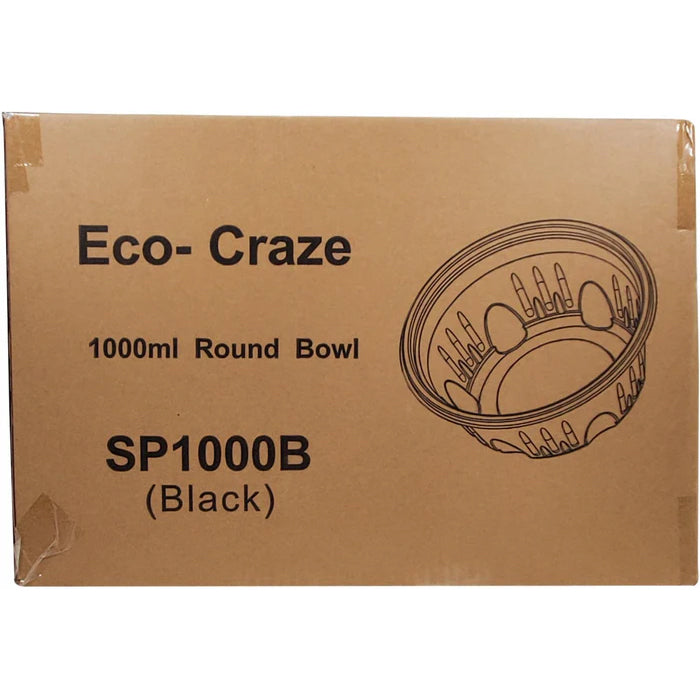 Eco- Craze
1000ml Round Bowl
SP1000B
(Black)